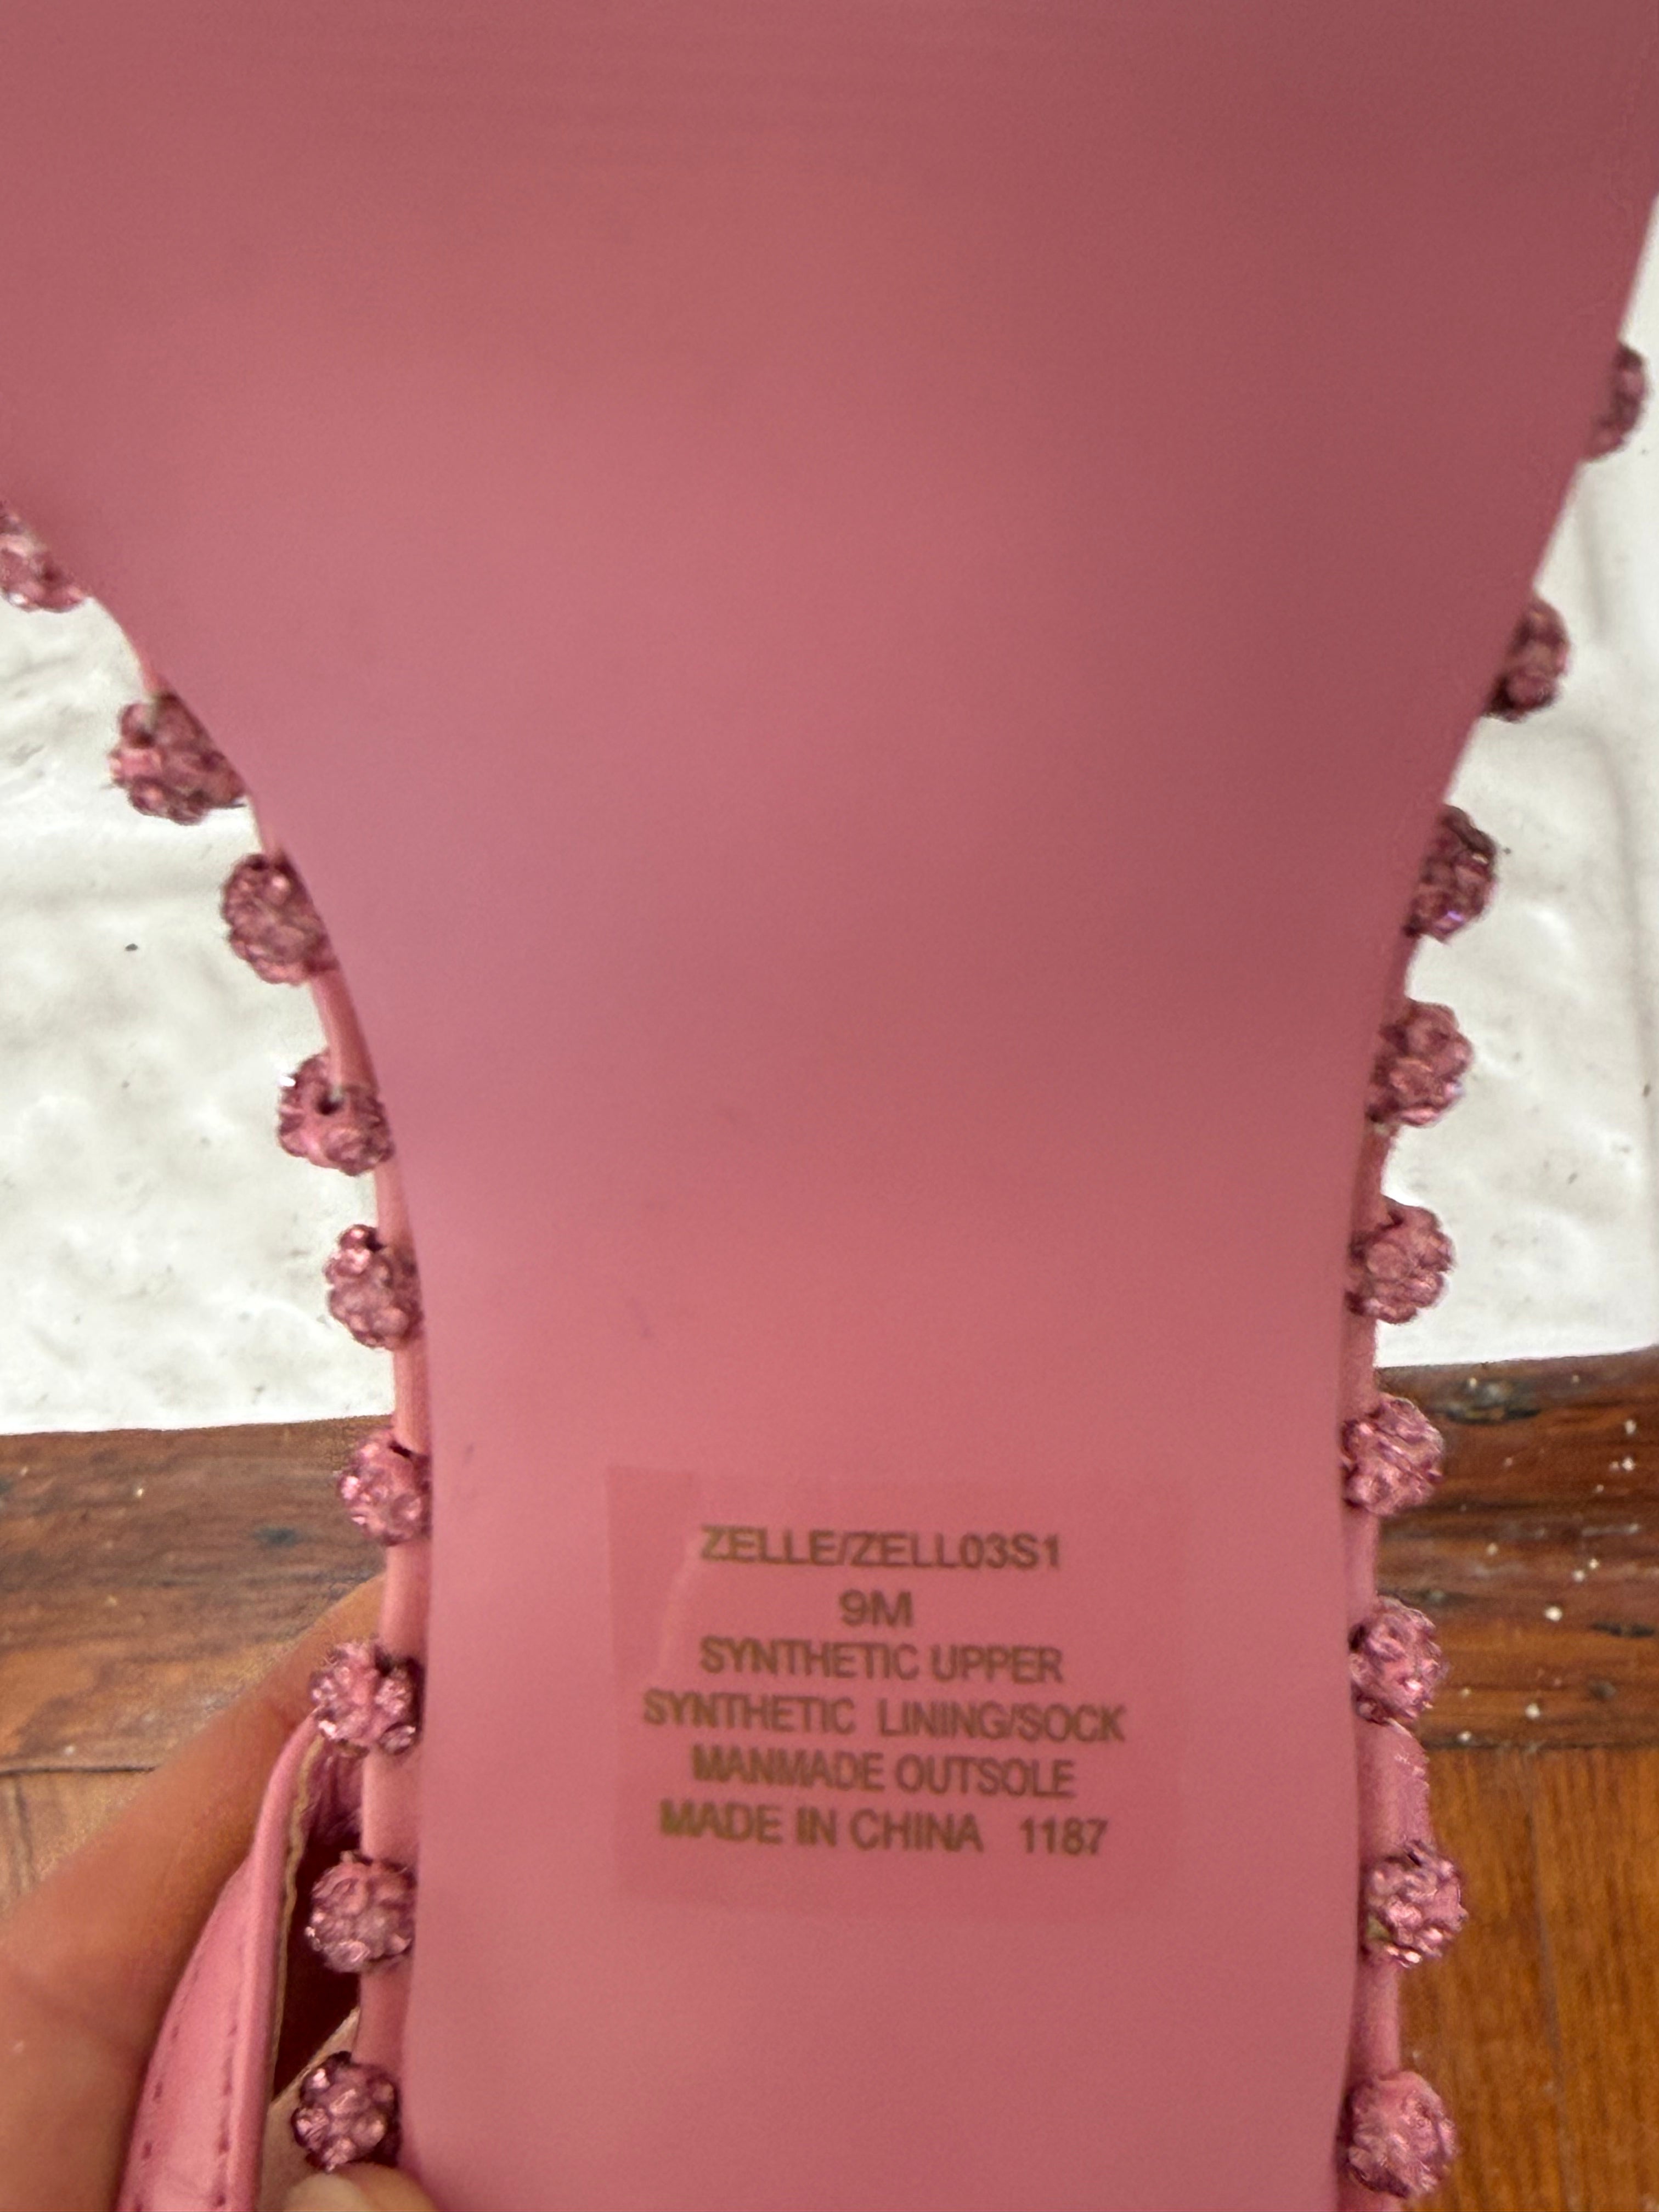 ZELLE/ZELL03S1
9M
SYNTHETIC UPPER
SYNTHETIC LINING/SOCK
MANMADE OUTSOLE
MADE IN CHINA 1187